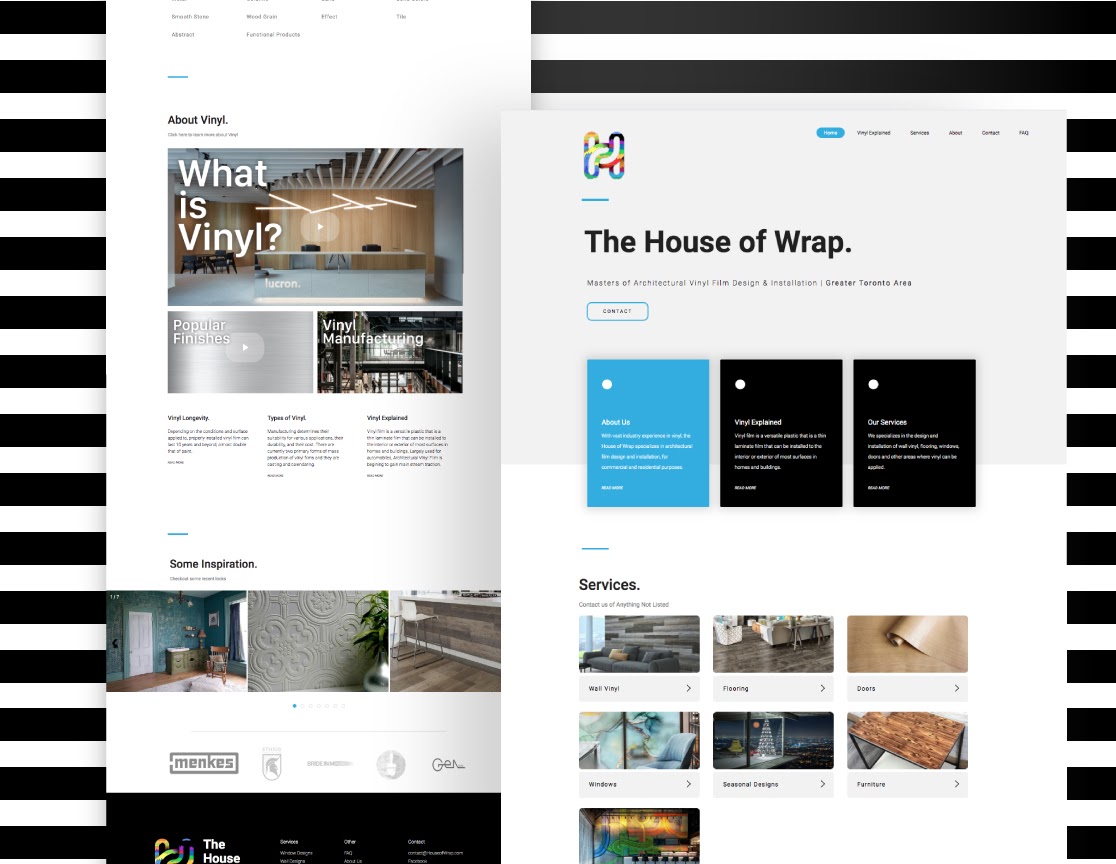 Smooth Stone
Wood Grain
Effect
Tile
Abstract
Functional Products
About Vinyl.
Click here to learn more about Vinyl
What
is
Vinyl?
lucron.
Popular
Finishes
Vinyl
Manufacturing
Vinyl Longevity.
Depending on the conditions and surface
applied to, properly installed vinyl film can
last 10 years and beyond, almost double
that of paint.
READ MORE
Types of Vinyl.
Manufacturing determines their
suitability for various applications, their
durability, and their cost. There are
currently two primary forms of mass
production of vinyl films and they are
casting and calendaring.
READ MORE
Vinyl Explained
Vinyl film is a versatile plastic that is a
thin laminate film that can be installed to
the interior or exterior of most surfaces in
homes and buildings. Largely used for
automobiles, Architectural Vinyl Film is
begining to gain main stream traction.
READ MORE
Some Inspiration.
Checkout some recent looks
1 / 7
menkes
Gen
The
House
Services
Window Designs
Wall Designs
Other
FAQ
About Us
Contact
contact@HouseofWrap.com
Facebook
Home
Vinyl Explained
Services
About
Contact
FAQ
The House of Wrap.
Masters of Architectural Vinyl Film Design & Installation | Greater Toronto Area
CONTACT
About Us
With vast industry experience in vinyl, the
House of Wrap specializes in architectural
film design and installation, for
commercial and residential purposes.
READ MORE
Vinyl Explained
Vinyl film is a versatile plastic that is a thin
laminate film that can be installed to the
interior or exterior of most surfaces in
homes and buildings.
READ MORE
Our Services
We specializes in the design and
installation of wall vinyl, flooring, windows,
doors and other areas where vinyl can be
applied.
READ MORE
Services.
Contact us of Anything Not Listed
Wall Vinyl
Flooring
Doors
Windows
Seasonal Designs
Furniture